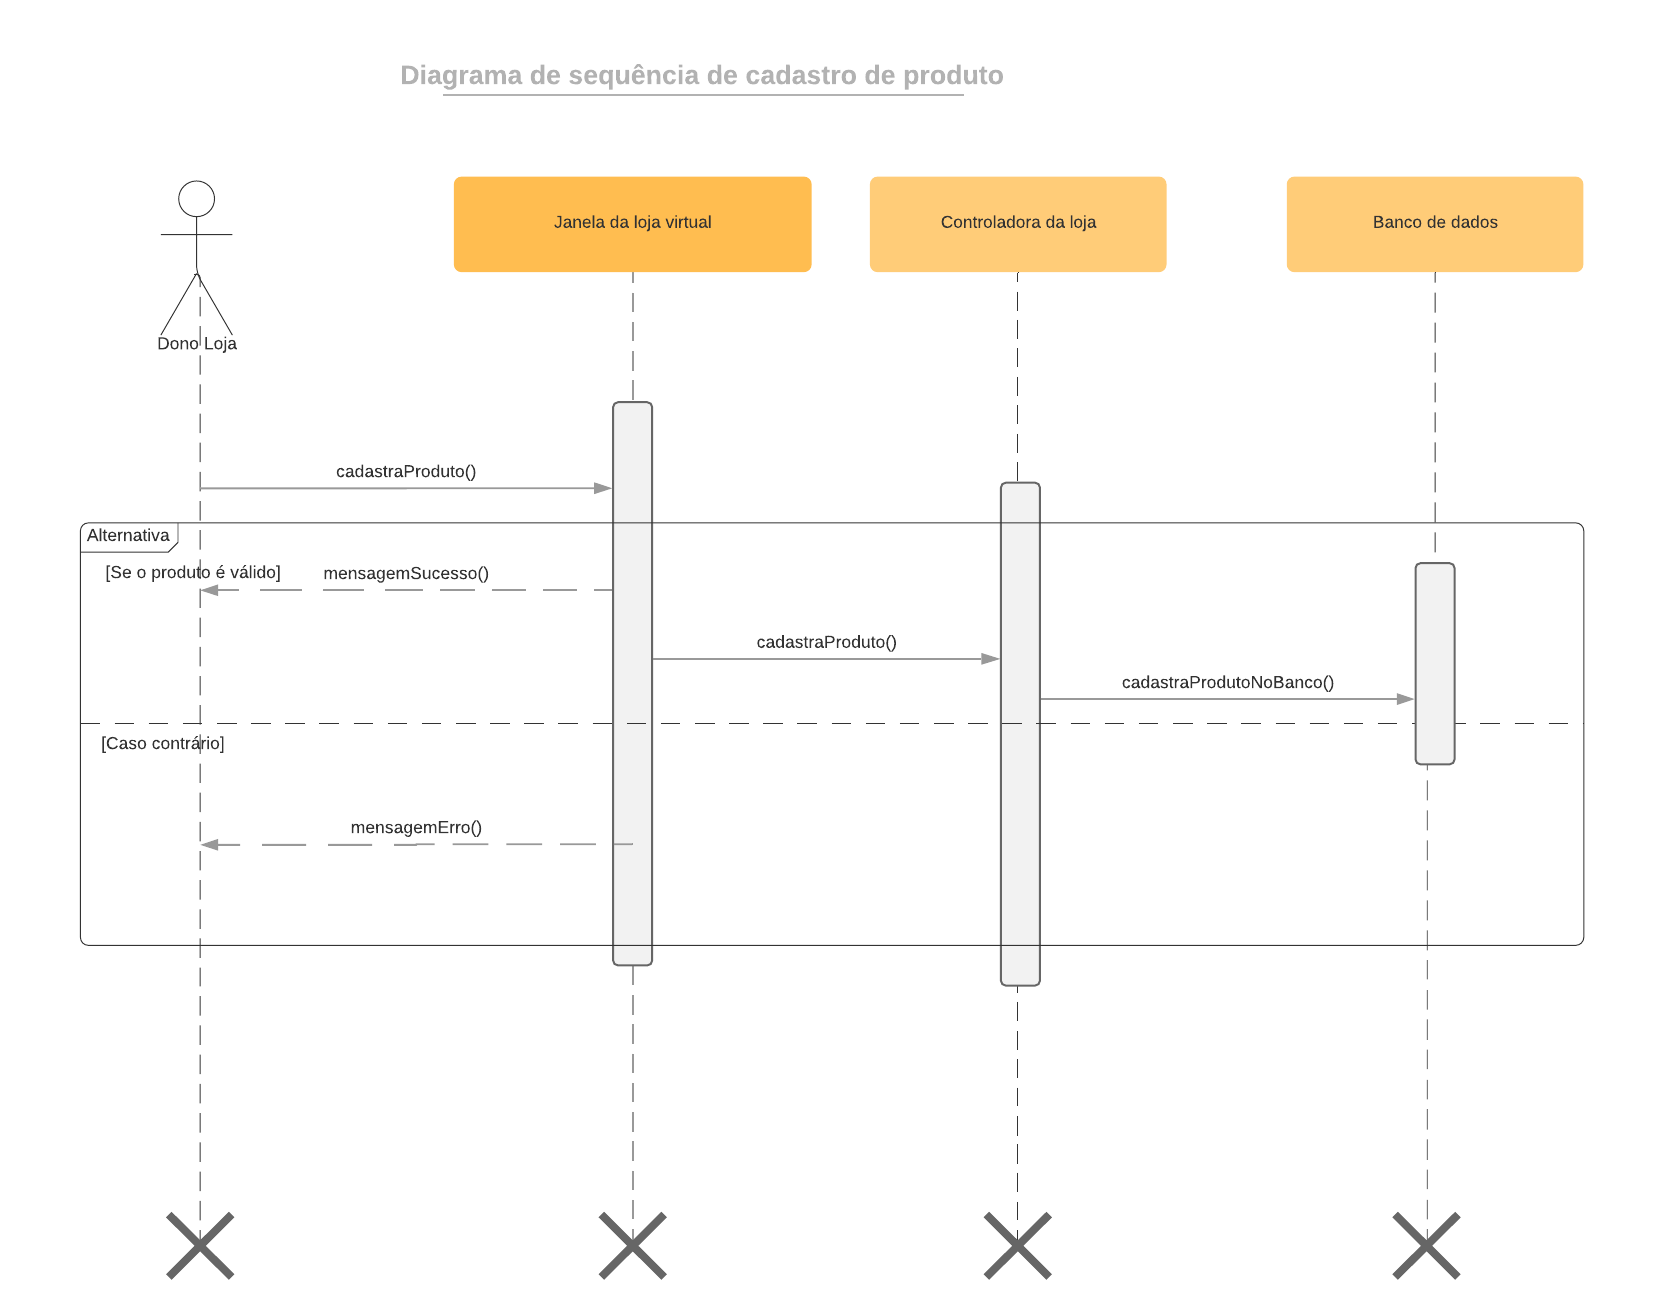 Diagrama de sequência de cadastro de produto
Janela da loja virtual
Controladora da loja
Banco de dados
Dono Loja
cadastraProduto()
Alternativa
[Se o produto é válido]
mensagemSucesso()
cadastraProduto()
cadastraProdutoNoBanco()
[Caso contrário]
mensagemErro()